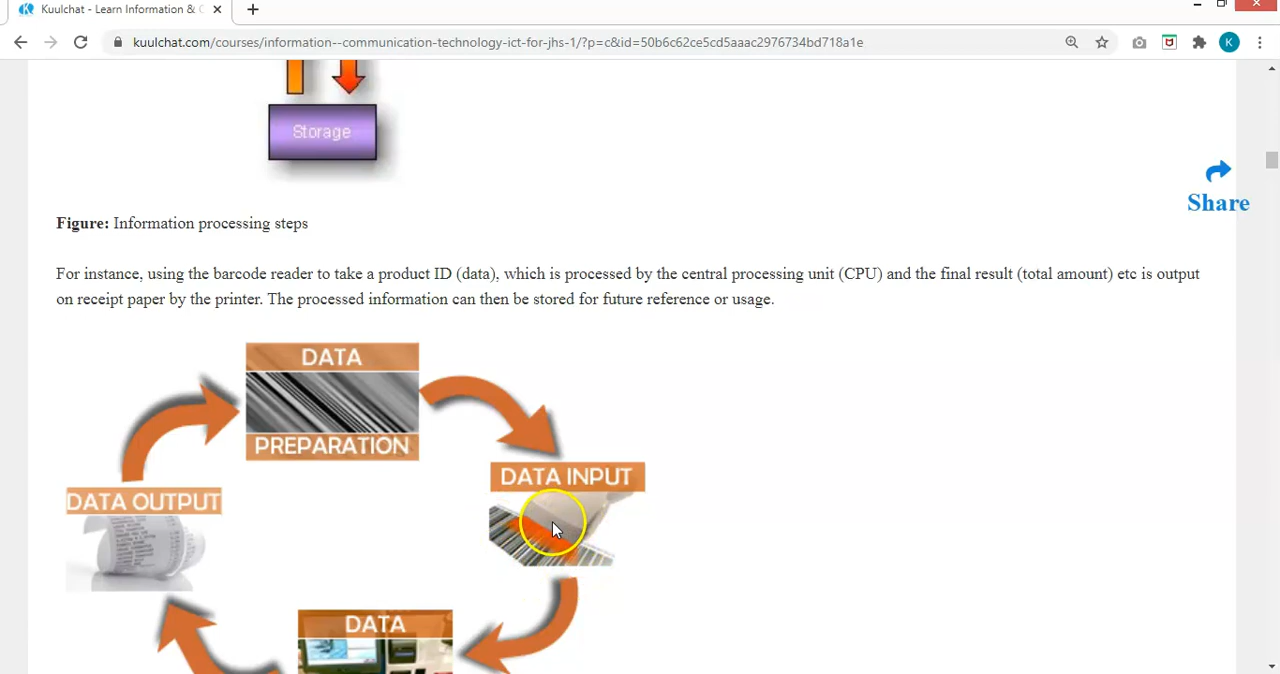 Kuulchat - Learn Information & C
kuulchat.com/courses/information--communication-technology-ict-for-jhs-1/?p=c&id=50b6c62ce5cd5aaac2976734bd718a1e
K
Storage
Share
Figure: Information processing steps
For instance, using the barcode reader to take a product ID (data), which is processed by the central processing unit (CPU) and the final result (total amount) etc is output
on receipt paper by the printer. The processed information can then be stored for future reference or usage.
DATA
PREPARATION
DATA INPUT
DATA OUTPUT
DATA